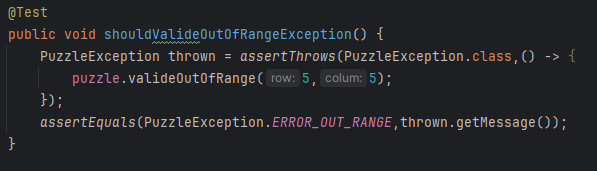 @Test
public void shouldValideOutOfRangeException() {
    PuzzleException thrown = assertThrows(PuzzleException.class,() -> {
        puzzle.valideOutOfRange( row: 5, colum: 5);
    });
    assertEquals(PuzzleException.ERROR_OUT_RANGE,thrown.getMessage());
}